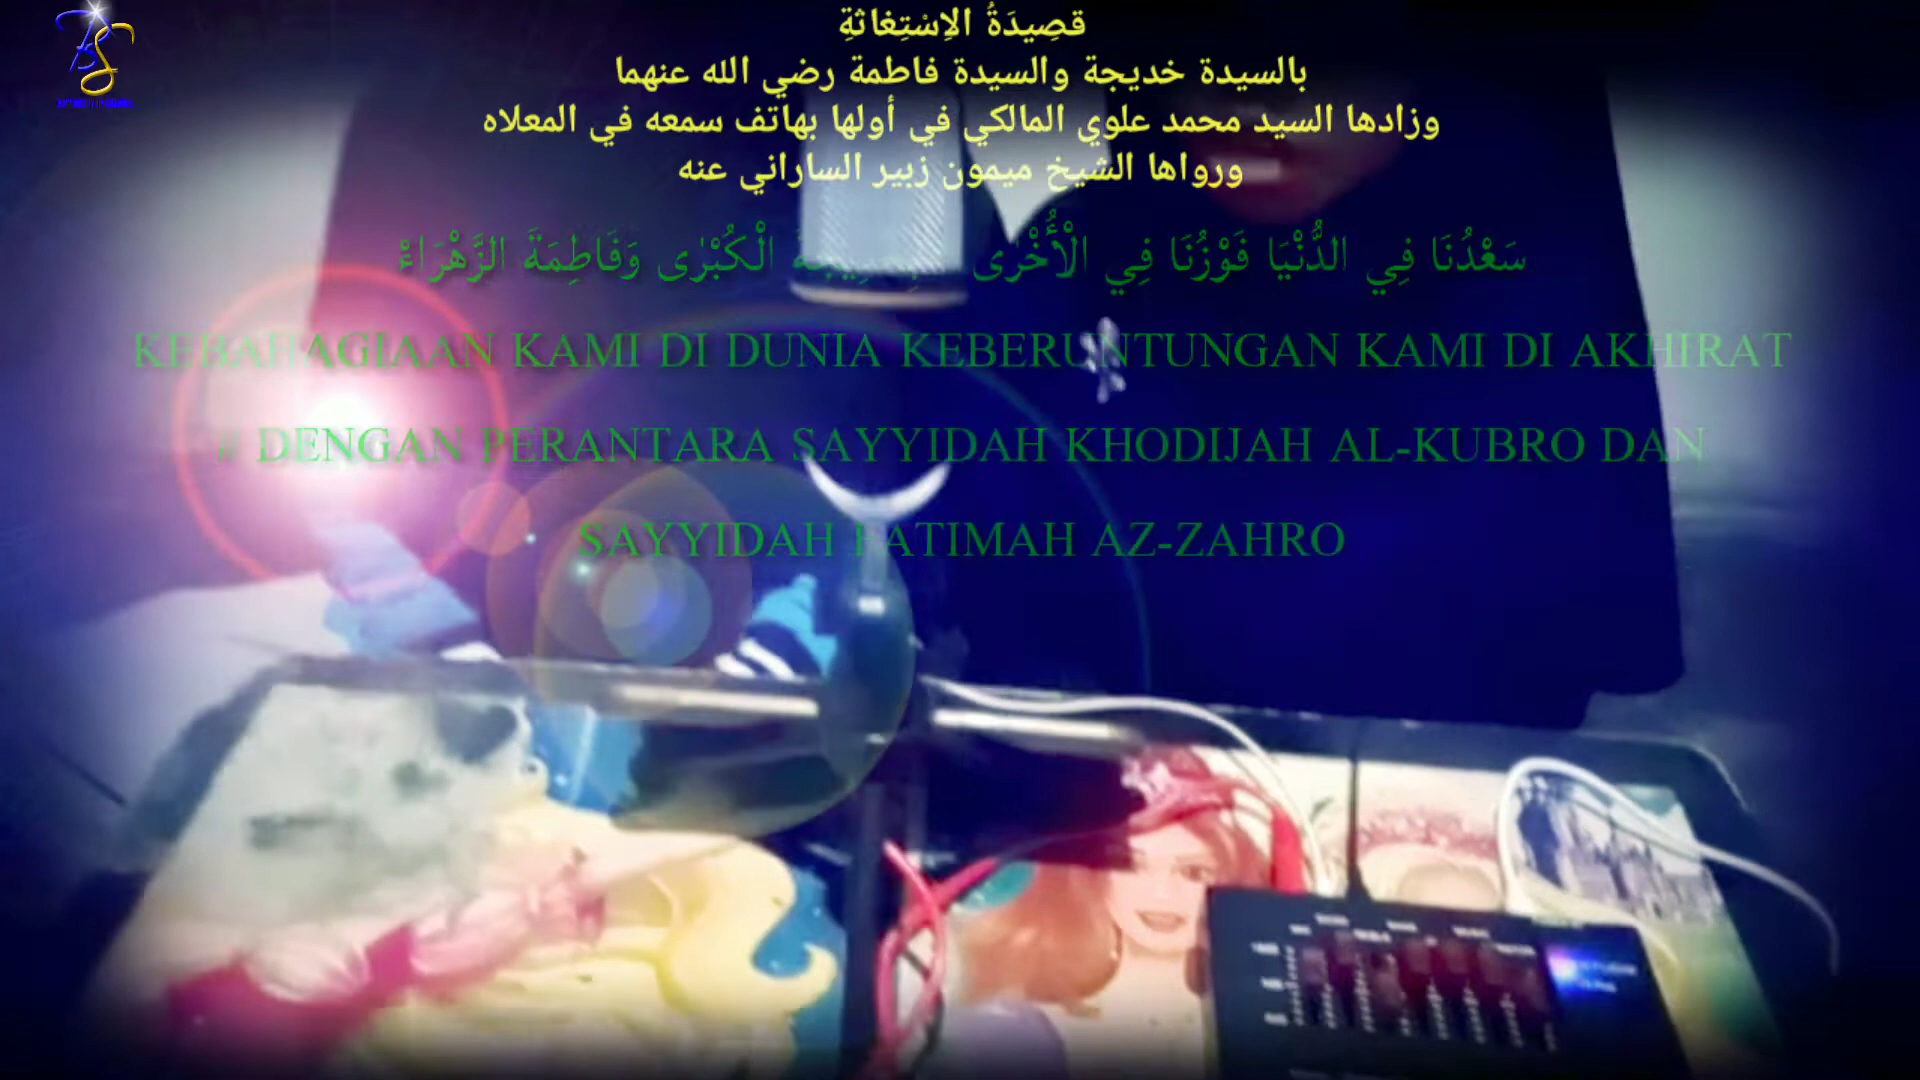 قصِيدَةُ الاِسْتِغاثةِ
بالسيدة خديجة والسيدة فاطمة رضي الله عنهما
وزادها السيد محمد علوي المالكي في أولها بهاتف سمعه في المعلاه
ورواها الشيخ ميمون زبير الساراني عنه
سَعْدُنَا فِي الدُّنْيَا فَوْزُنَا فِي الْأُخْرٰى الْكُبْرٰى وَفَاطِمَةَ الزَّهْرَاءْ
KEBAHAGIAAN KAMI DI DUNIA KEBERUNTUNGAN KAMI DI AKHIRAT
# DENGAN PERANTARA SAYYIDAH KHODIJAH AL-KUBRO DAN
SAYYIDAH FATIMAH AZ-ZAHRO